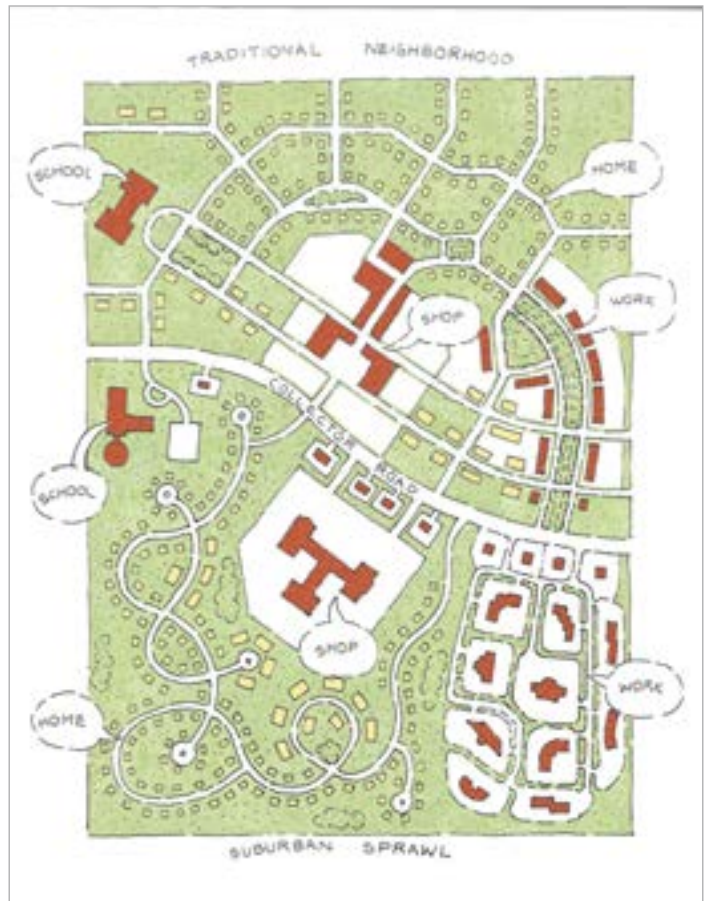 TRADITIONAL NEIGHBORHOOD
SCHOOL
HOME
WORK
SHOP
COLLECTOR ROAD
SCHOOL
SHOP
WORK
HOME
SUBURBAN SPRAWL